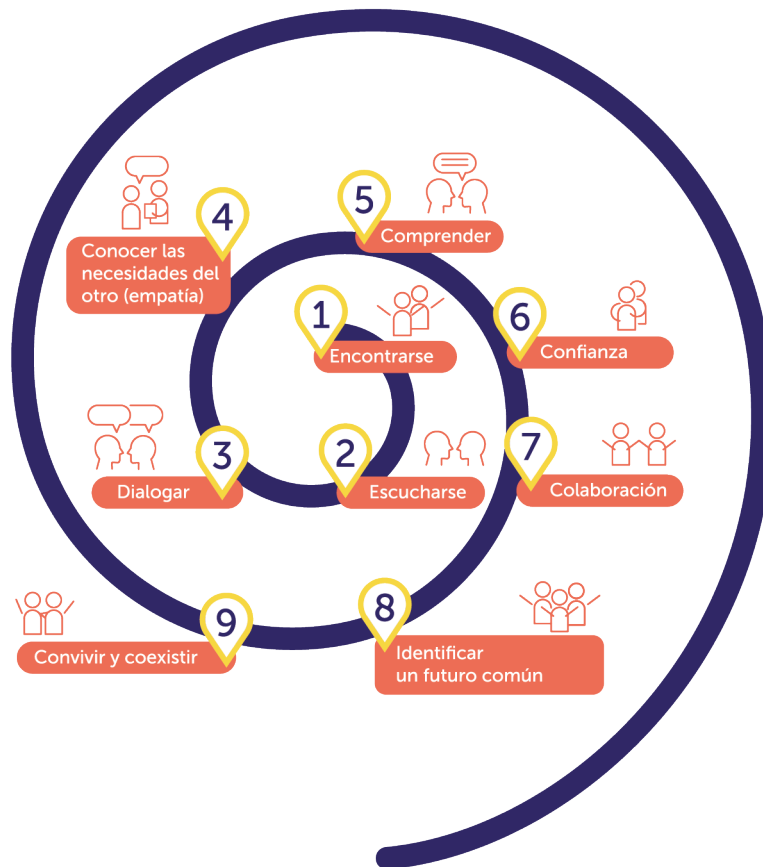 1
Encontrarse
2
Escucharse
3
Dialogar
4
Conocer las
necesidades del
otro (empatía)
5
Comprender
6
Confianza
7
Colaboración
8
Identificar
un futuro común
9
Convivir y coexistir